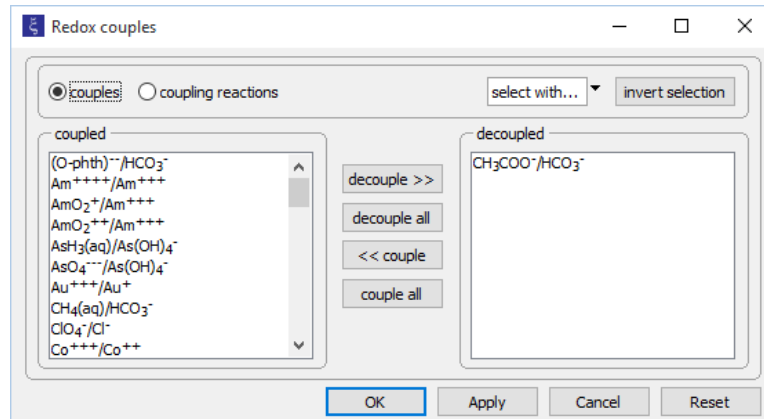 ξ Redox couples
couples coupling reactions select with... invert selection
coupled
(O-phth)⁻⁻/HCO₃⁻
Am⁺⁺⁺⁺/Am⁺⁺⁺
AmO₂⁺/Am⁺⁺⁺
AmO₂⁺⁺/Am⁺⁺⁺
AsH₃(aq)/As(OH)₄⁻
AsO₄⁻⁻⁻/As(OH)₄⁻
Au⁺⁺⁺/Au⁺
CH₄(aq)/HCO₃⁻
ClO₄⁻/Cl⁻
Co⁺⁺⁺/Co⁺⁺
decouple >>
decouple all
<< couple
couple all
decoupled
CH₃COO⁻/HCO₃⁻
OK Apply Cancel Reset